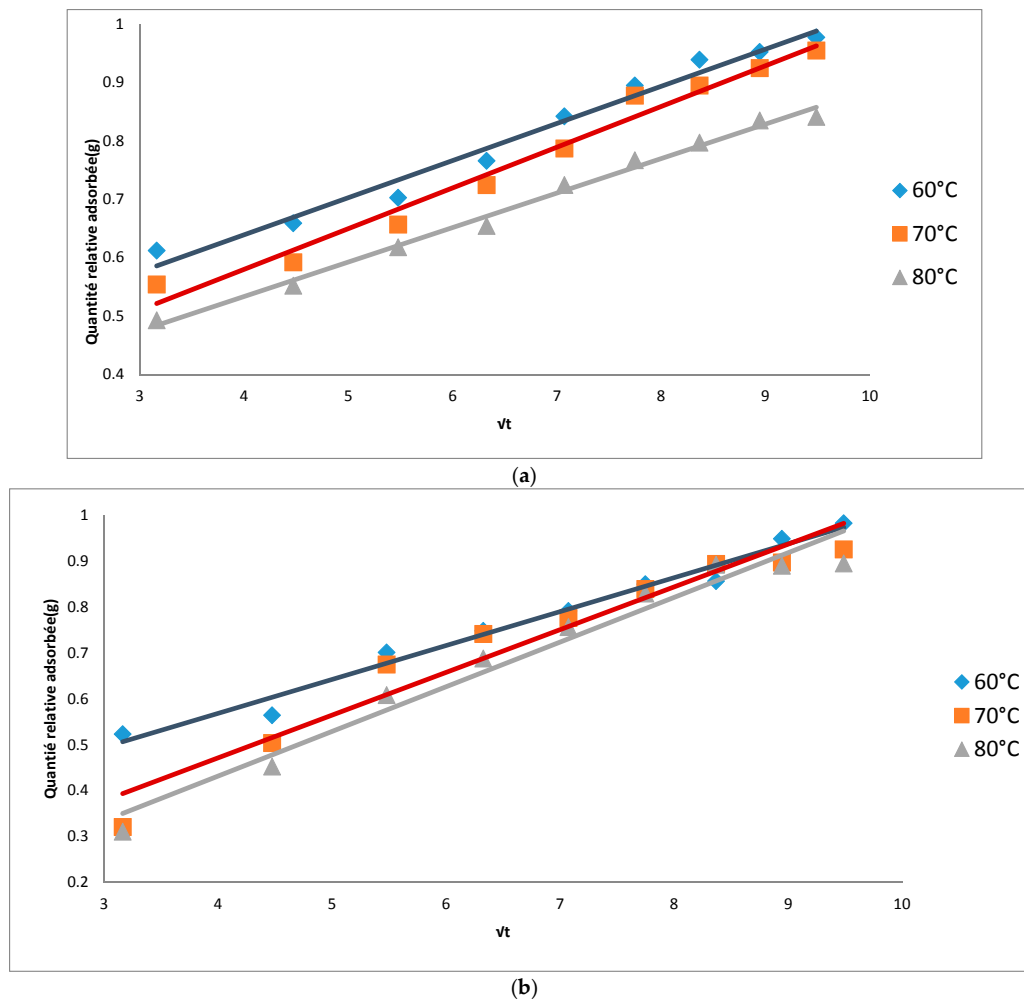 1
0.9
0.8
0.7
0.6
0.5
0.4
Quantité relative adsorbée(g)
3 4 5 6 7 8 9 10
√t
60°C
70°C
80°C
(a)
1
0.9
0.8
0.7
0.6
0.5
0.4
0.3
0.2
Quantié relative adsorbée(g)
3 4 5 6 7 8 9 10
√t
60°C
70°C
80°C
(b)